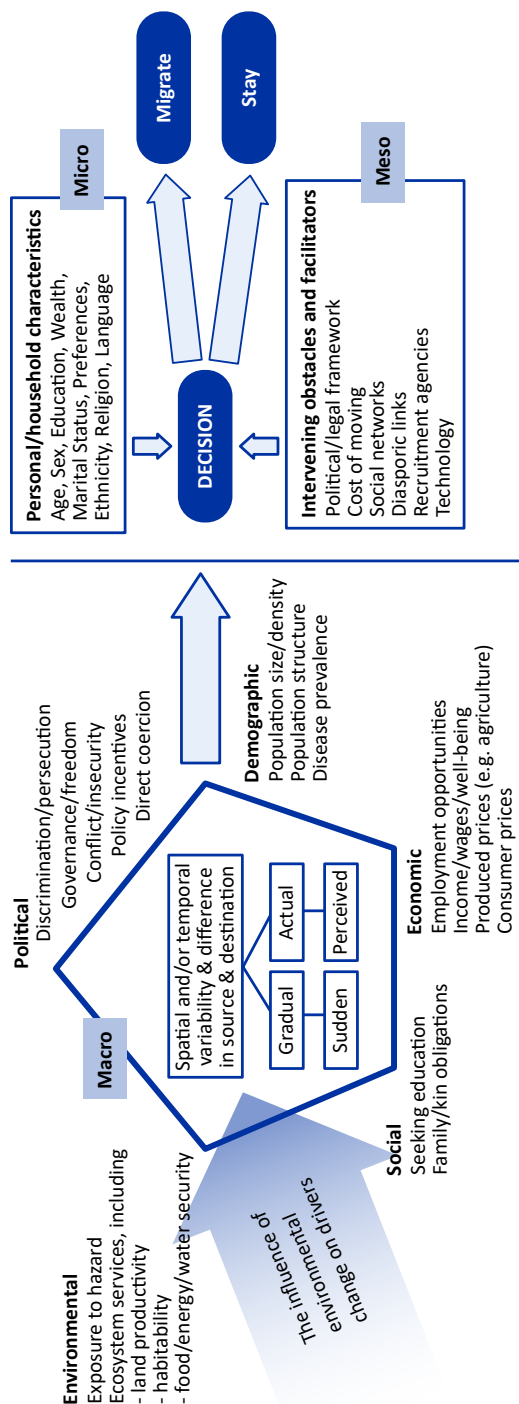 Environmental
Exposure to hazard
Ecosystem services, including
- land productivity
- habitability
- food/energy/water security
The influence of
environmental
change on drivers
Macro
Political
Discrimination/persecution
Governance/freedom
Conflict/insecurity
Policy incentives
Direct coercion
Spatial and/or temporal
variability & difference
in source & destination
Gradual
Actual
Sudden
Perceived
Social
Seeking education
Family/kin obligations
Economic
Employment opportunities
Income/wages/well-being
Produced prices (e.g. agriculture)
Consumer prices
Demographic
Population size/density
Population structure
Disease prevalence
Personal/household characteristics
Age, Sex, Education, Wealth,
Marital Status, Preferences,
Ethnicity, Religion, Language
Micro
DECISION
Migrate
Stay
Intervening obstacles and facilitators
Political/legal framework
Cost of moving
Social networks
Diasporic links
Recruitment agencies
Technology
Meso